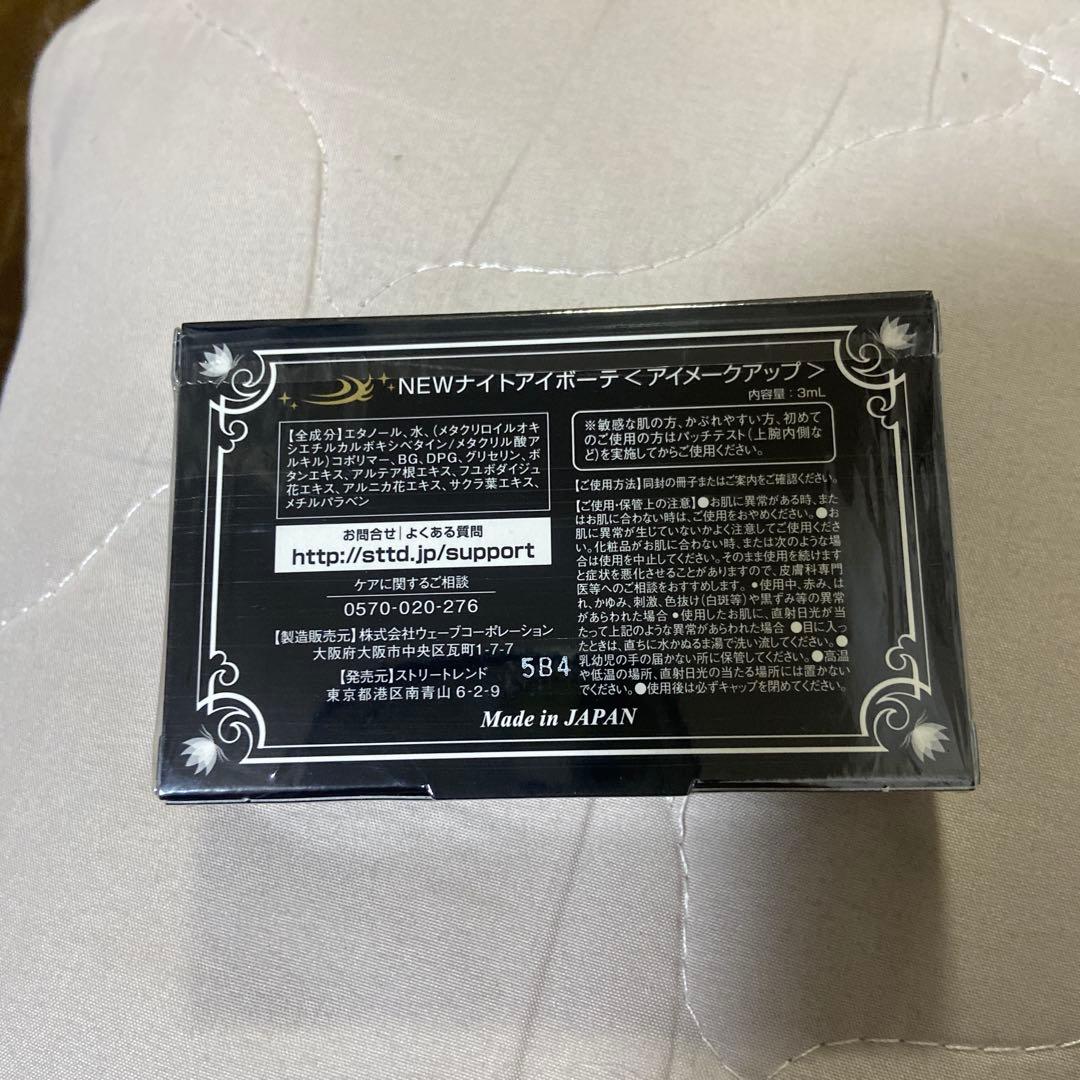 NEWナイトアイボーテ＜アイメークアップ＞
内容量：3mL
【全成分】エタノール、水、（メタクリロイルオキ
シエチルカルボキシベタイン/メタクリル酸ア
ルキル）コポリマー、BG、DPG、グリセリン、ボ
タンエキス、アルテア根エキス、フユボダイジュ
花エキス、アルニカ花エキス、サクラ葉エキス、
メチルパラベン
お問合せ|よくある質問
http://sttd.jp/support
ケアに関するご相談
0570-020-276
【製造販売元】株式会社ウェーブコーポレーション
大阪府大阪市中央区瓦町1-7-7
【発売元】ストリートレンド
東京都港区南青山 6-2-9
5B4
※敏感な肌の方、かぶれやすい方、初めて
のご使用の方はパッチテスト（上腕内側な
ど）を実施してからご使用ください。
【ご使用方法】同封の冊子またはご案内をご確認ください。
【ご使用・保管上の注意】●お肌に異常がある時、また
はお肌に合わない時は、ご使用をおやめください。●お
肌に異常が生じていないかよく注意してご使用くださ
い。化粧品がお肌に合わない時、または次のような場
合は使用を中止してください。そのまま使用を続けます
と症状を悪化させることがありますので、皮膚科専門
医等へのご相談をおすすめします。●使用中、赤み、は
れ、かゆみ、刺激、色抜け（白斑等）や黒ずみ等の異常
があらわれた場合 ●使用したお肌に、直射日光が当
たって上記のような異常があらわれた場合 ●目に入っ
たときは、直ちに水かぬるま湯で洗い流してください。●
乳幼児の手の届かない所に保管してください。●高温
や低温の場所、直射日光の当たる場所には置かない
でください。●使用後は必ずキャップを閉めてください。
Made in JAPAN